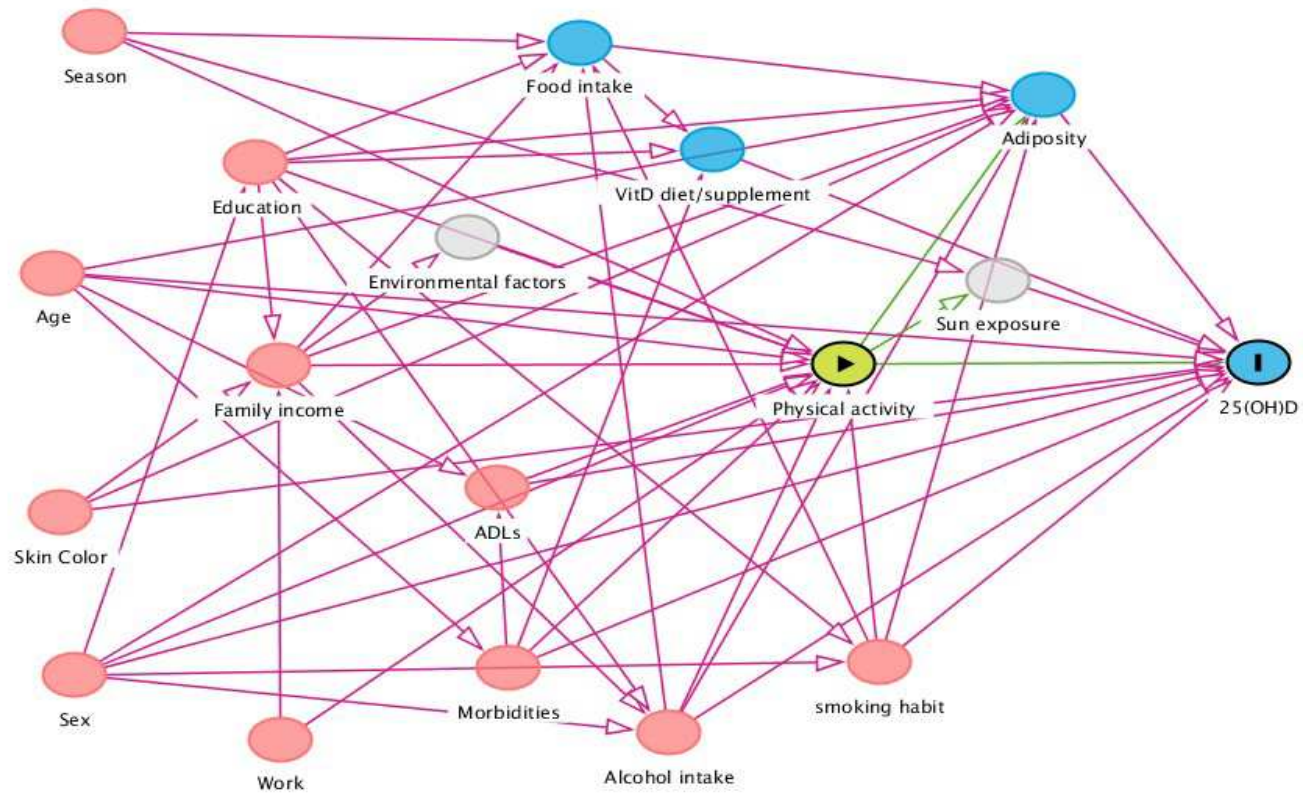 Season
Food intake
Adiposity
VitD diet/supplement
Education
Environmental factors
Age
Sun exposure
Family income
Physical activity
25(OH)D
ADLs
Skin Color
Sex
Morbidities
smoking habit
Work
Alcohol intake